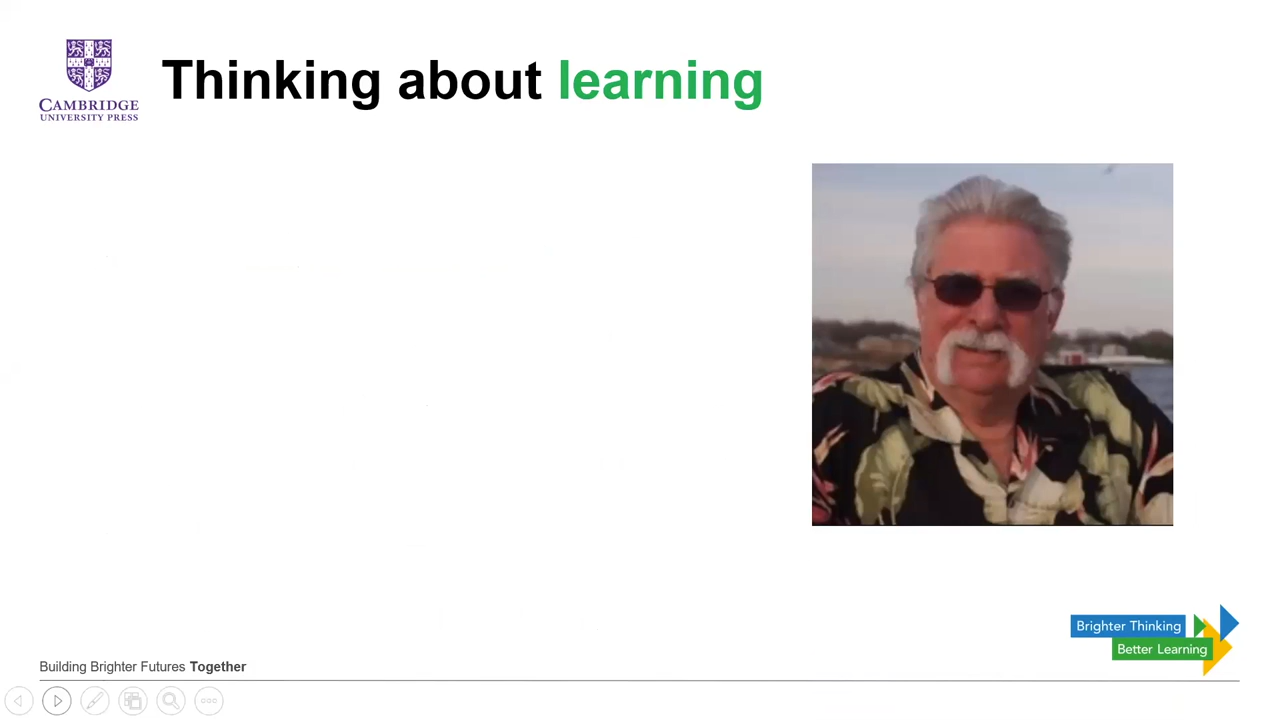 Thinking about learning
CAMBRIDGE
UNIVERSITY PRESS
Brighter Thinking
Better Learning
Building Brighter Futures Together